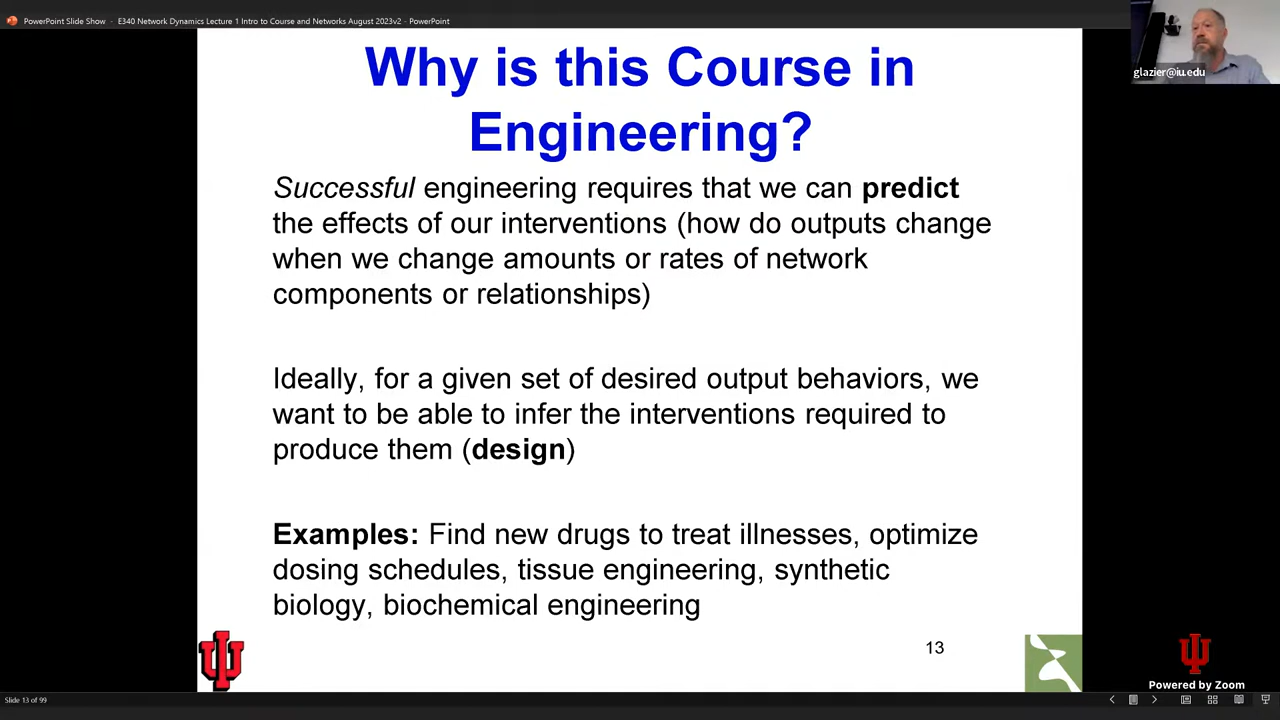 PowerPoint Slide Show - E340 Network Dynamics Lecture 1 Intro to Course and Networks August 2023v2 - PowerPoint
glazier@iu.edu
Why is this Course in
Engineering?
Successful engineering requires that we can predict
the effects of our interventions (how do outputs change
when we change amounts or rates of network
components or relationships)
Ideally, for a given set of desired output behaviors, we
want to be able to infer the interventions required to
produce them (design)
Examples: Find new drugs to treat illnesses, optimize
dosing schedules, tissue engineering, synthetic
biology, biochemical engineering
13
Powered by Zoom
Slide 13 of 99